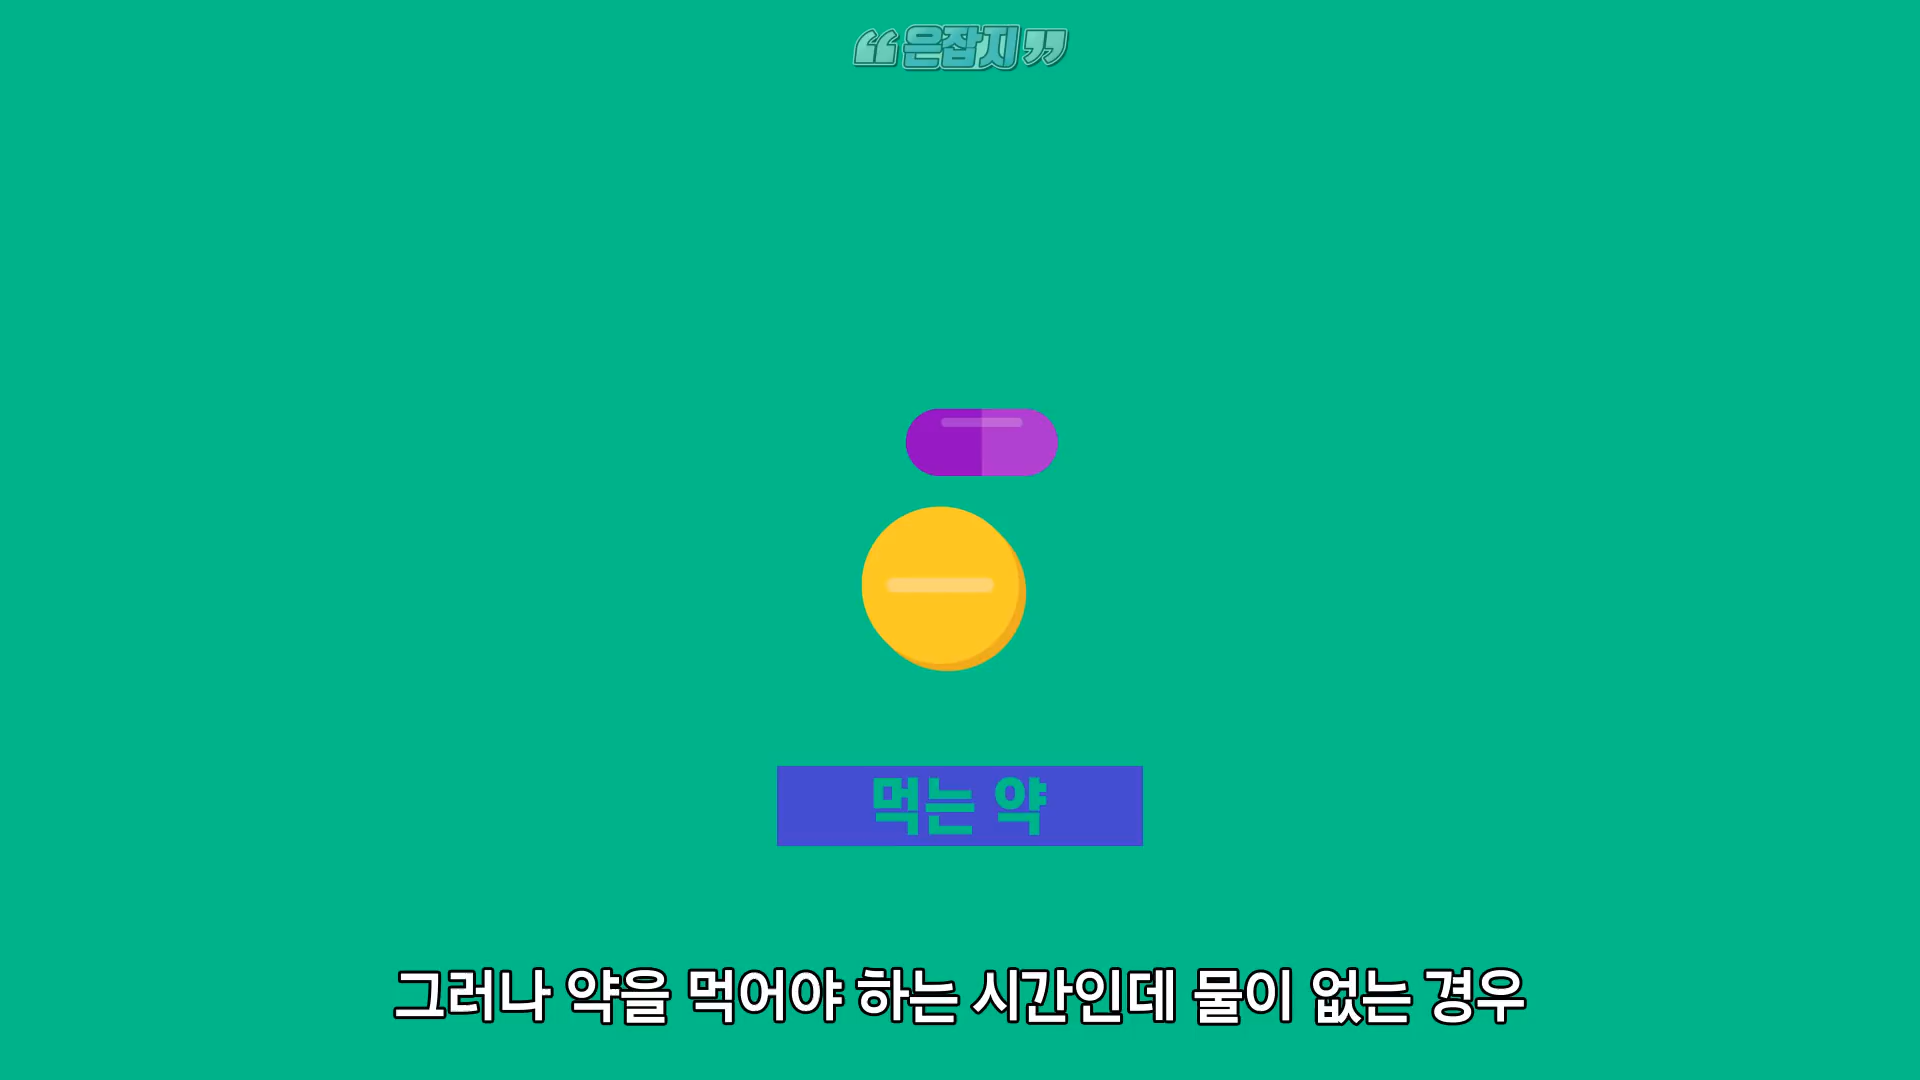 “은잡지”
먹는 약
그러나 약을 먹어야 하는 시간인데 물이 없는 경우